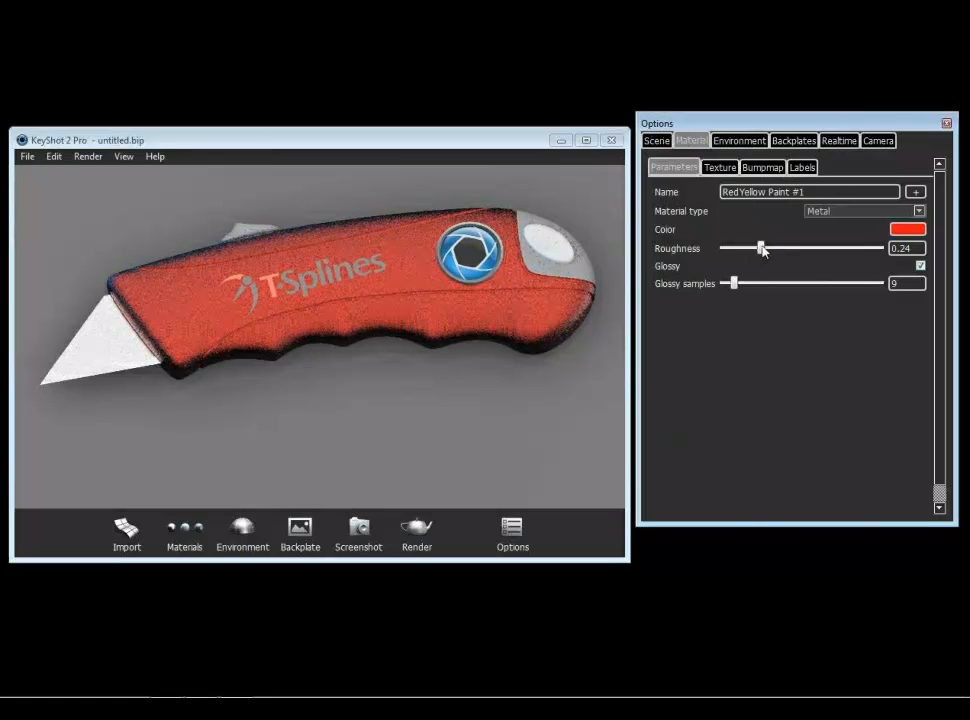 KeyShot 2 Pro - untitled.bip
File Edit Render View Help
T-Splines
Import Materials Environment Backplate Screenshot Render Options
Options
Scene Material Environment Backplates Realtime Camera
Parameters Texture Bumpmap Labels
Name RedYellow Paint #1 +
Material type Metal
Color
Roughness 0.24
Glossy
Glossy samples 9